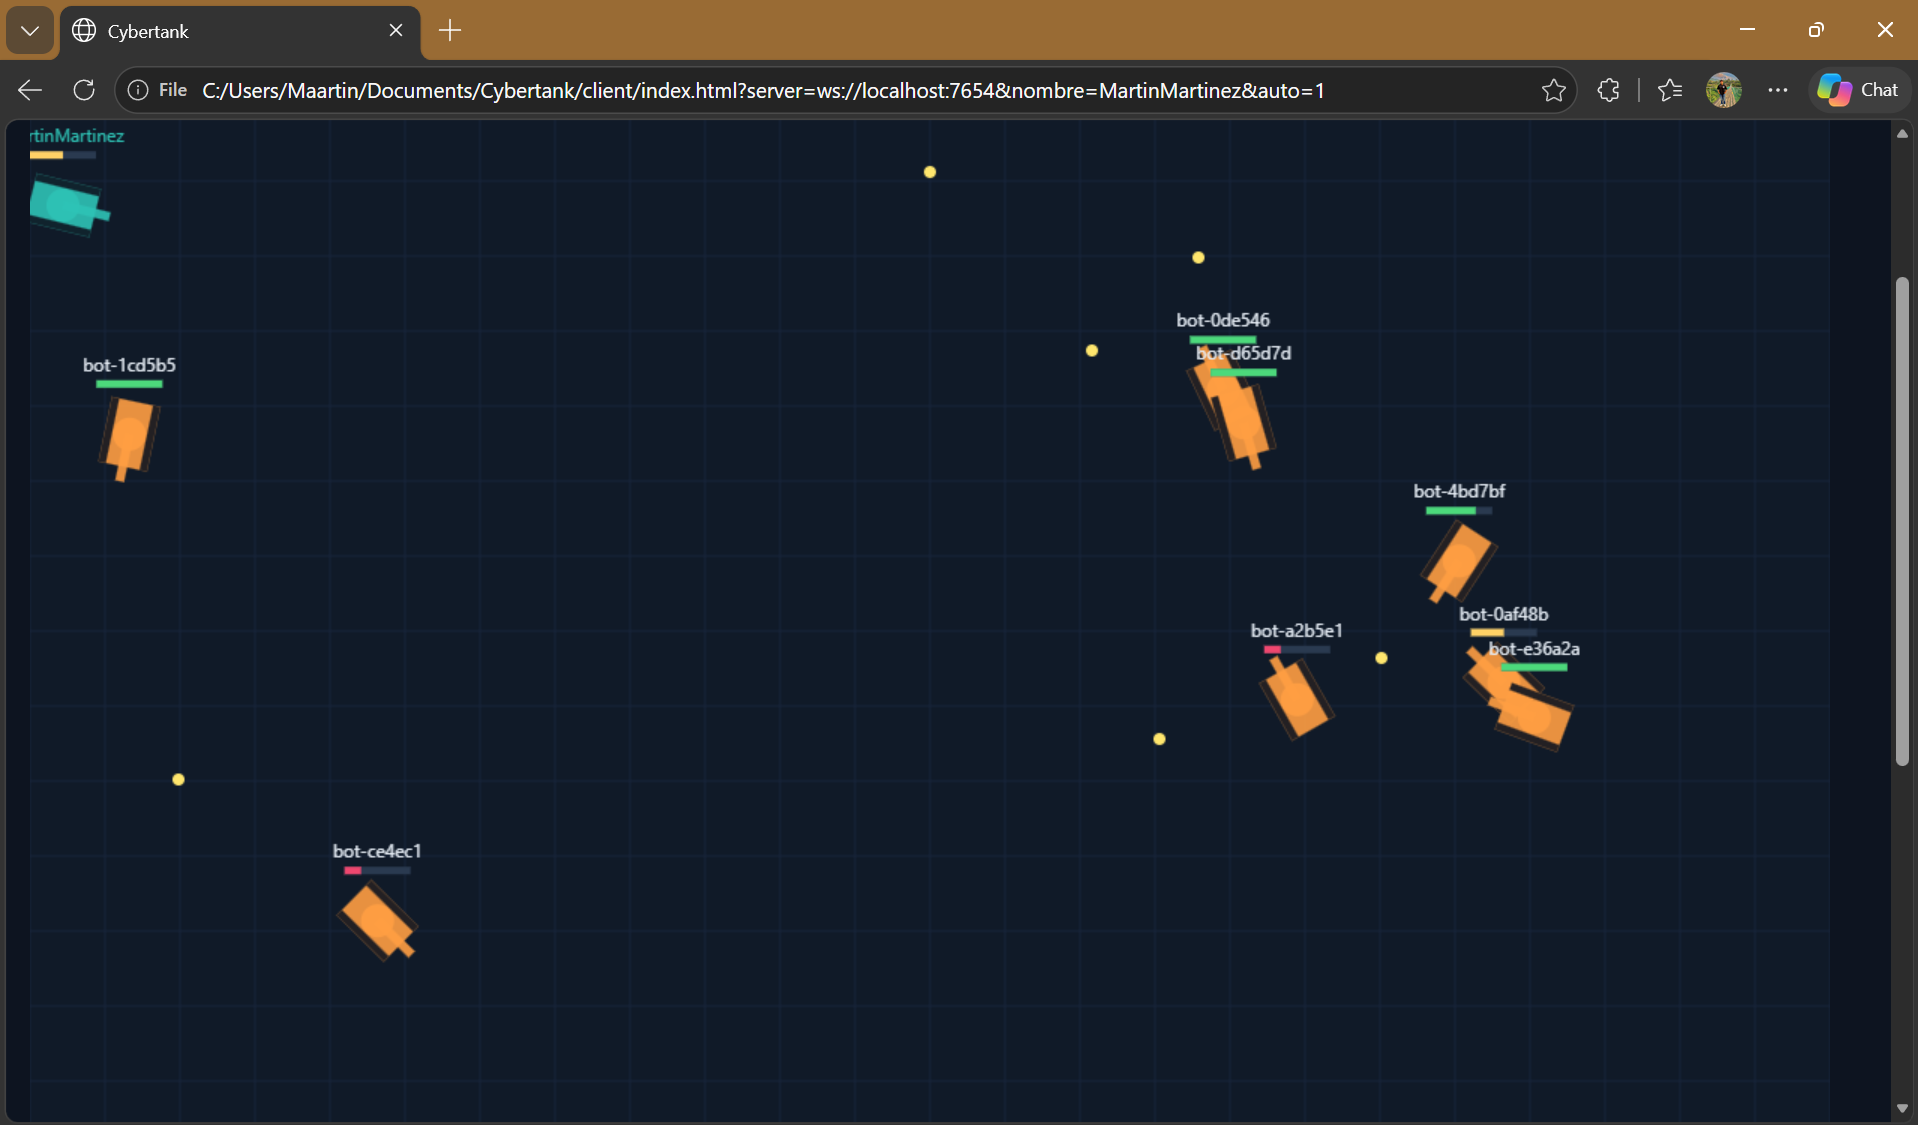 Cybertank
File C:/Users/Maartin/Documents/Cybertank/client/index.html?server=ws://localhost:7654&nombre=MartinMartinez&auto=1
Chat
rtinMartinez
bot-0de546
bot-d65d7d
bot-1cd5b5
bot-4bd7bf
bot-0af48b
bot-a2b5e1
bot-e36a2a
bot-ce4ec1